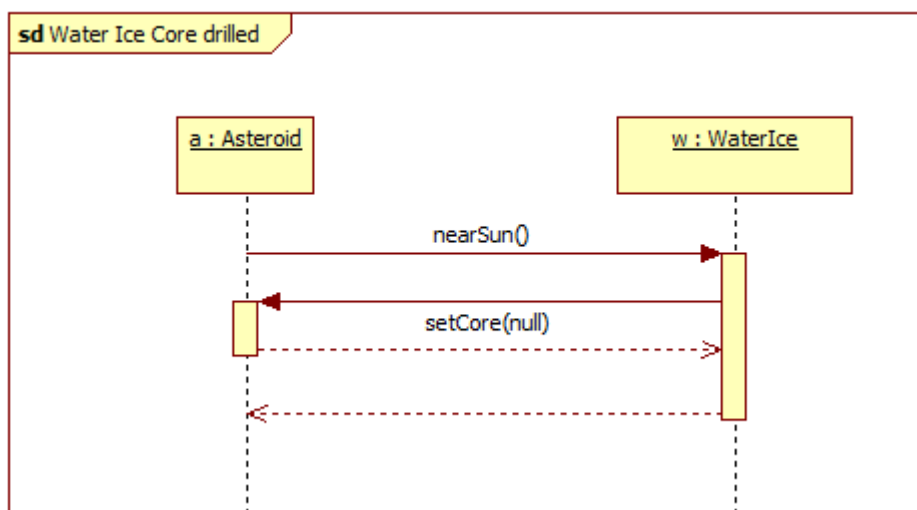 sd Water Ice Core drilled
a : Asteroid
w : WaterIce
nearSun()
setCore(null)